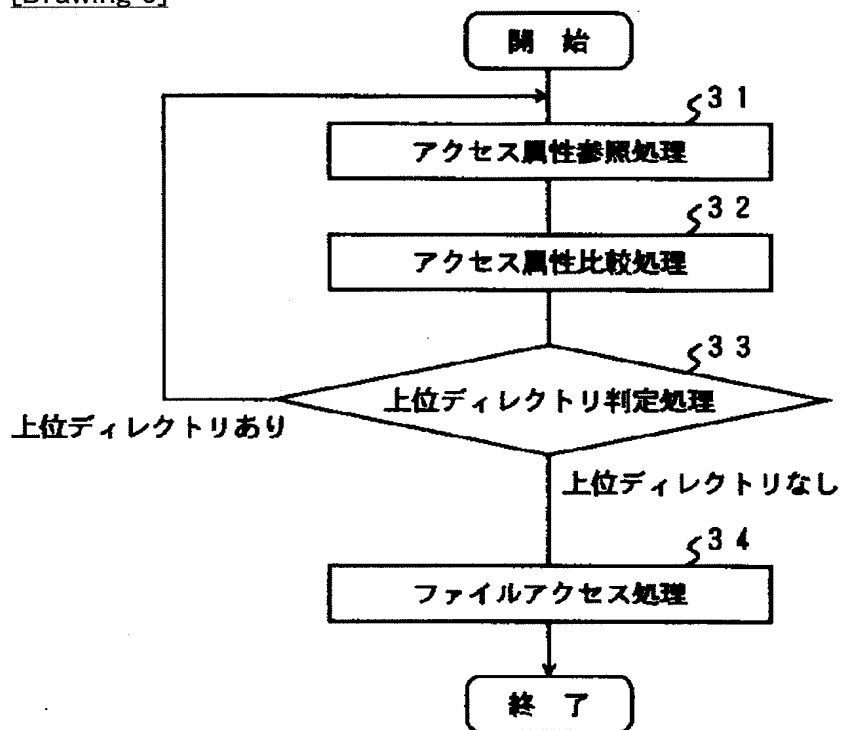 開 始
31
アクセス属性参照処理
32
アクセス属性比較処理
33
上位ディレクトリ判定処理
上位ディレクトリあり
上位ディレクトリなし
34
ファイルアクセス処理
終 了